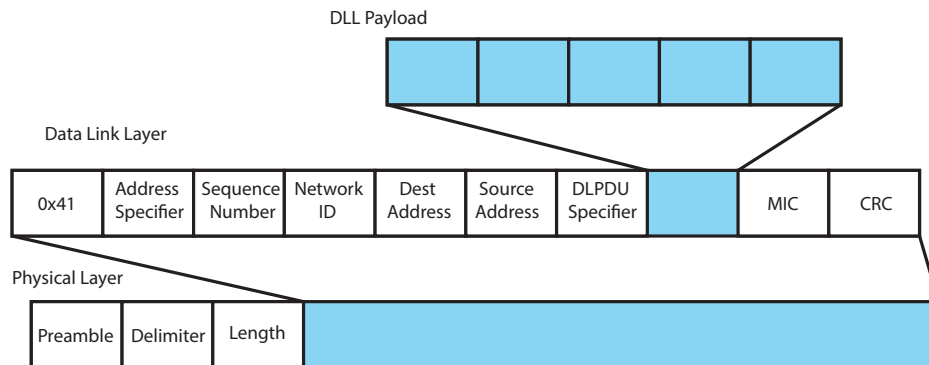 DLL Payload
Data Link Layer
0x41
Address
Specifier
Sequence
Number
Network
ID
Dest
Address
Source
Address
DLPDU
Specifier
MIC
CRC
Physical Layer
Preamble
Delimiter
Length